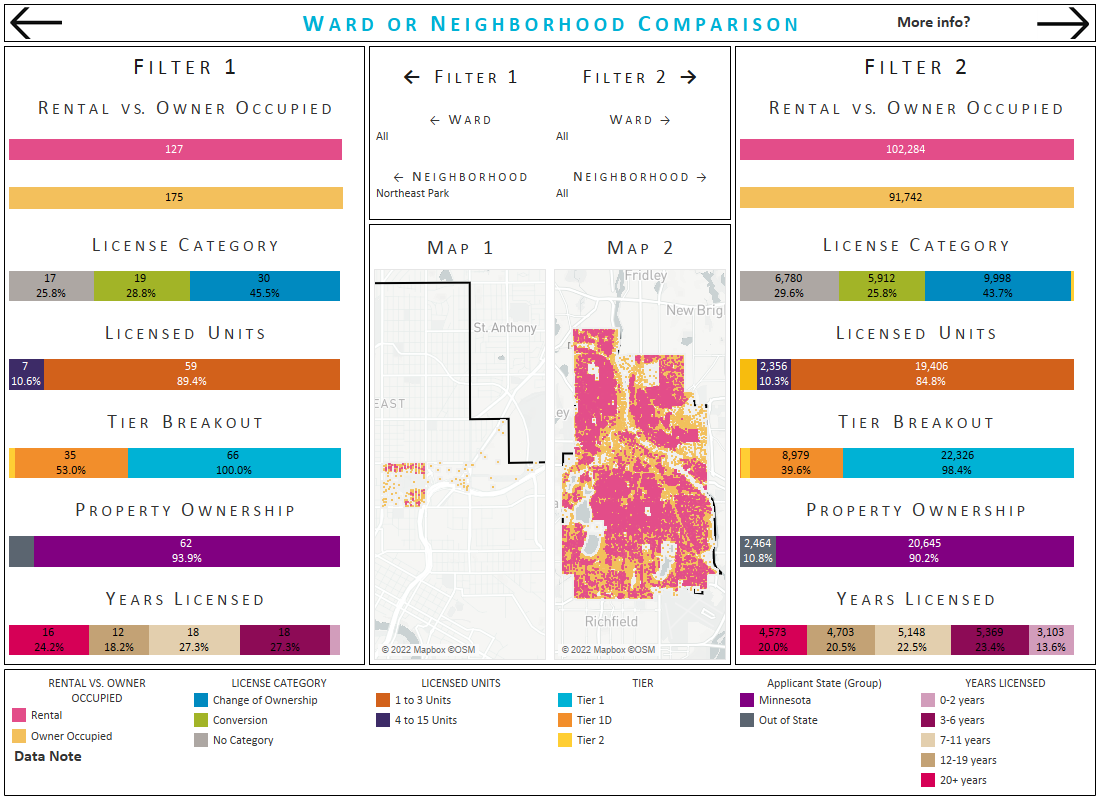 WARD OR NEIGHBORHOOD COMPARISON
More info?
FILTER 1
RENTAL VS. OWNER OCCUPIED
127
175
LICENSE CATEGORY
17 19 30
25.8% 28.8% 45.5%
LICENSED UNITS
7 59
10.6% 89.4%
TIER BREAKOUT
35 66
53.0% 100.0%
PROPERTY OWNERSHIP
62
93.9%
YEARS LICENSED
16 12 18 18
24.2% 18.2% 27.3% 27.3%
← FILTER 1 FILTER 2 →
← WARD WARD →
All All
← NEIGHBORHOOD NEIGHBORHOOD →
Northeast Park All
MAP 1 MAP 2
St. Anthony
EAST
© 2022 Mapbox ©OSM
Fridley
New Brig
ey
Richfield
© 2022 Mapbox ©OSM
FILTER 2
RENTAL VS. OWNER OCCUPIED
102,284
91,742
LICENSE CATEGORY
6,780 5,912 9,998
29.6% 25.8% 43.7%
LICENSED UNITS
2,356 19,406
10.3% 84.8%
TIER BREAKOUT
8,979 22,326
39.6% 98.4%
PROPERTY OWNERSHIP
2,464 20,645
10.8% 90.2%
YEARS LICENSED
4,573 4,703 5,148 5,369 3,103
20.0% 20.5% 22.5% 23.4% 13.6%
RENTAL VS. OWNER
OCCUPIED
Rental
Owner Occupied
Data Note
LICENSE CATEGORY
Change of Ownership
Conversion
No Category
LICENSED UNITS
1 to 3 Units
4 to 15 Units
TIER
Tier 1
Tier 1D
Tier 2
Applicant State (Group)
Minnesota
Out of State
YEARS LICENSED
0-2 years
3-6 years
7-11 years
12-19 years
20+ years